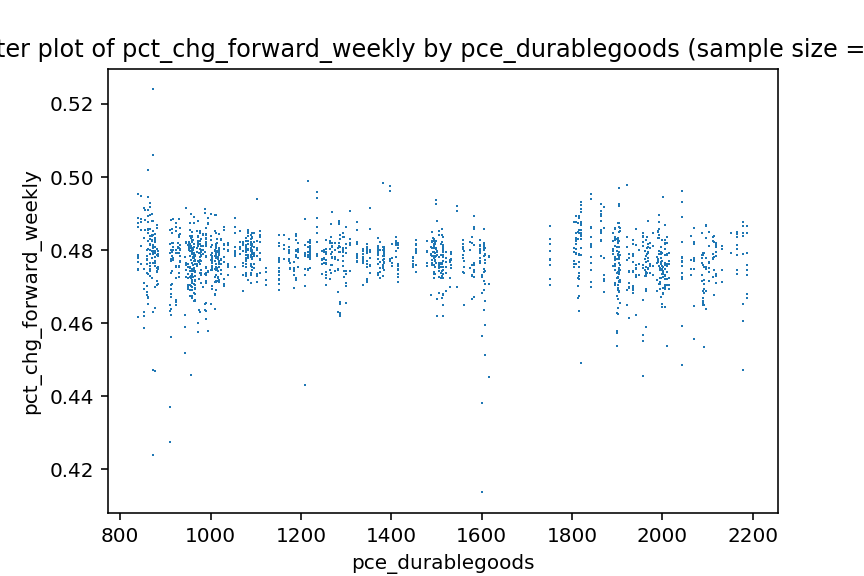 ter plot of pct_chg_forward_weekly by pce_durablegoods (sample size =
0.52
0.50
0.48
0.46
0.44
0.42
pct_chg_forward_weekly
800 1000 1200 1400 1600 1800 2000 2200
pce_durablegoods